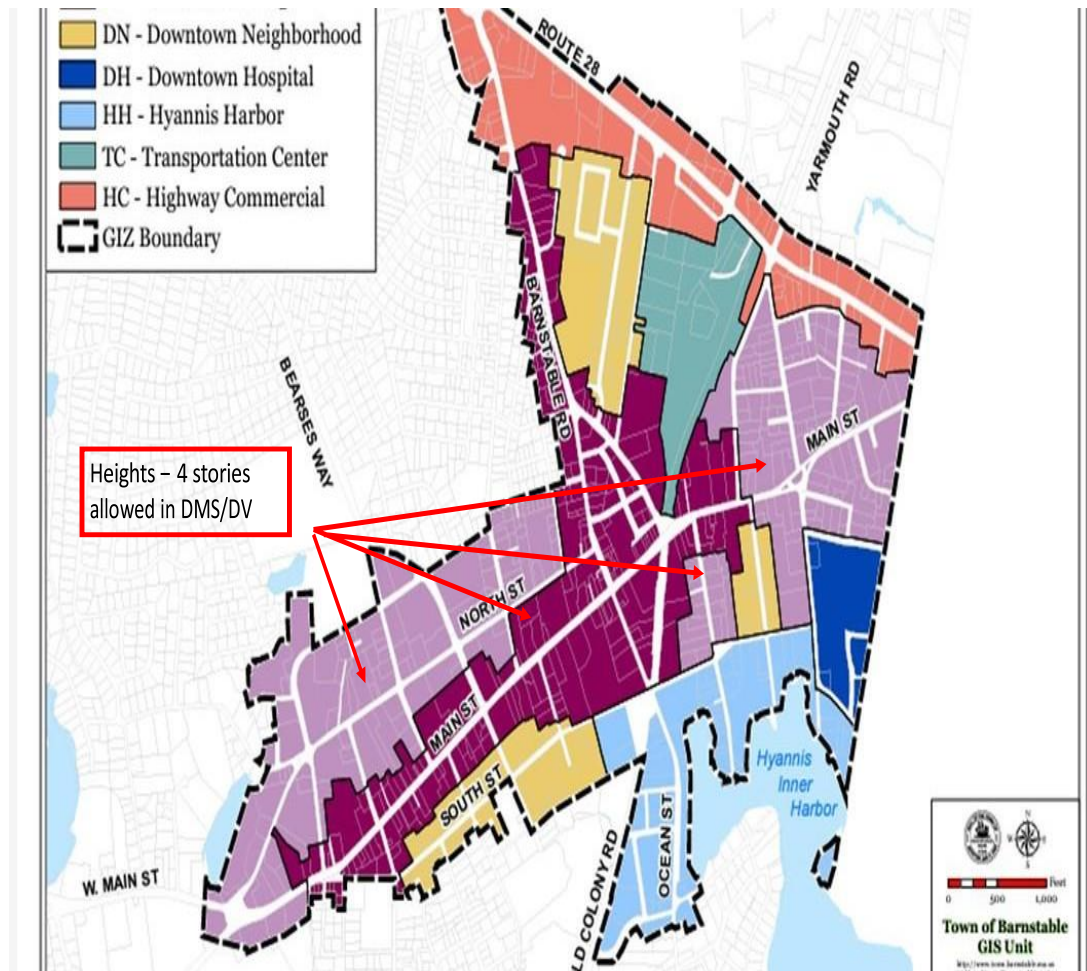 DN - Downtown Neighborhood
DH - Downtown Hospital
HH - Hyannis Harbor
TC - Transportation Center
HC - Highway Commercial
GIZ Boundary
ROUTE 28
YARMOUTH RD
BARNSTABLE RD
BEARSES WAY
MAIN ST
Heights – 4 stories
allowed in DMS/DV
NORTH ST
MAIN ST
SOUTH ST
Hyannis
Inner
Harbor
W. MAIN ST
OCEAN ST
LD COLONY RD
Feet
0 500 1,000
Town of Barnstable
GIS Unit